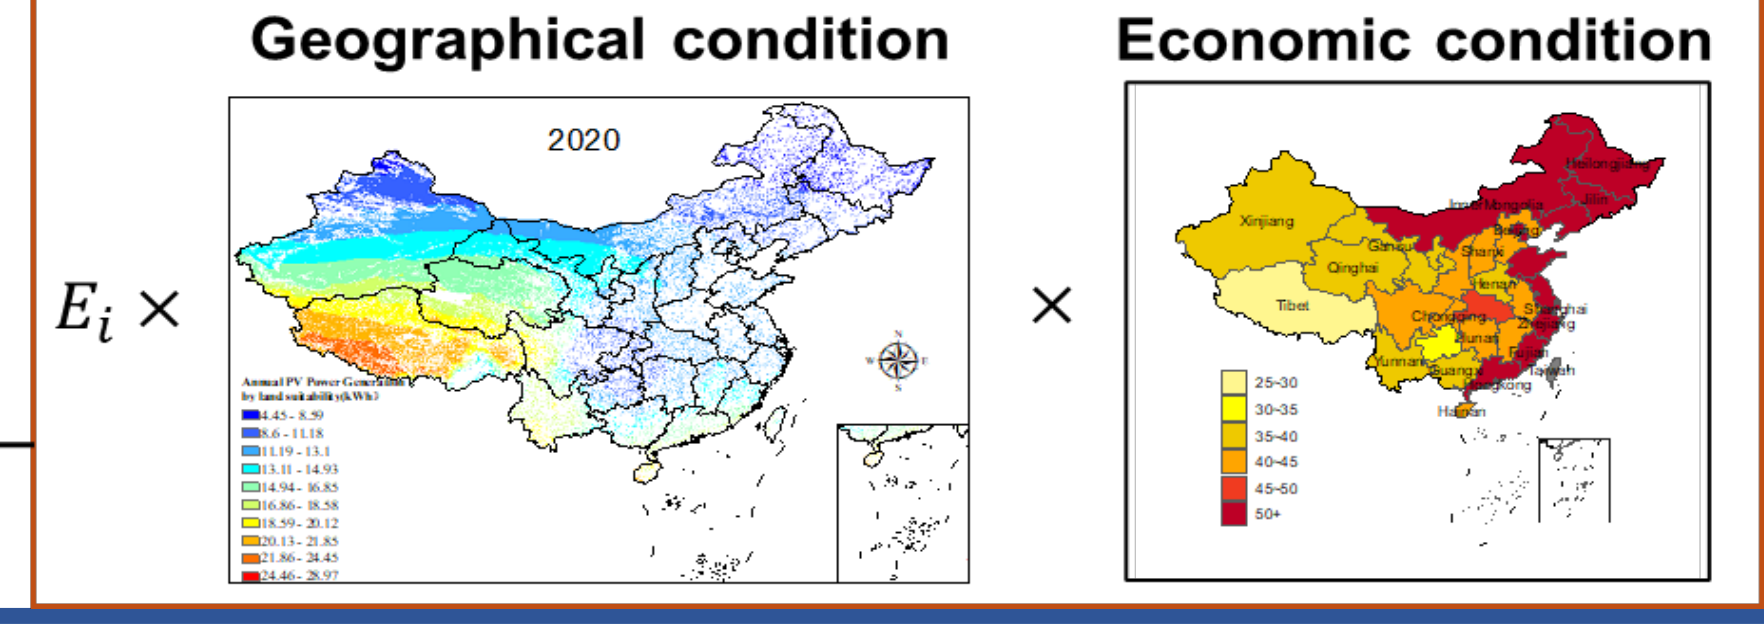 Geographical condition
Economic condition
2020
E_i ×
×
N
W
E
S
Annual PV Power Generation
by land suitability(kWh)
4.45 - 8.59
8.6 - 11.18
11.19 - 13.1
13.11 - 14.93
14.94 - 16.85
16.86 - 18.58
18.59 - 20.12
20.13 - 21.85
21.86 - 24.45
24.46 - 28.97
Heilongjiang
Jilin
Inner Mongolia
Xinjiang
Beijing
Gansu
Shanxi
Qinghai
Henan
Tibet
Shanghai
Chongqing
Zhejiang
Hunan
Fujian
Yunnan
Guangxi
Taiwan
Hongkong
Hainan
25-30
30-35
35-40
40-45
45-50
50+